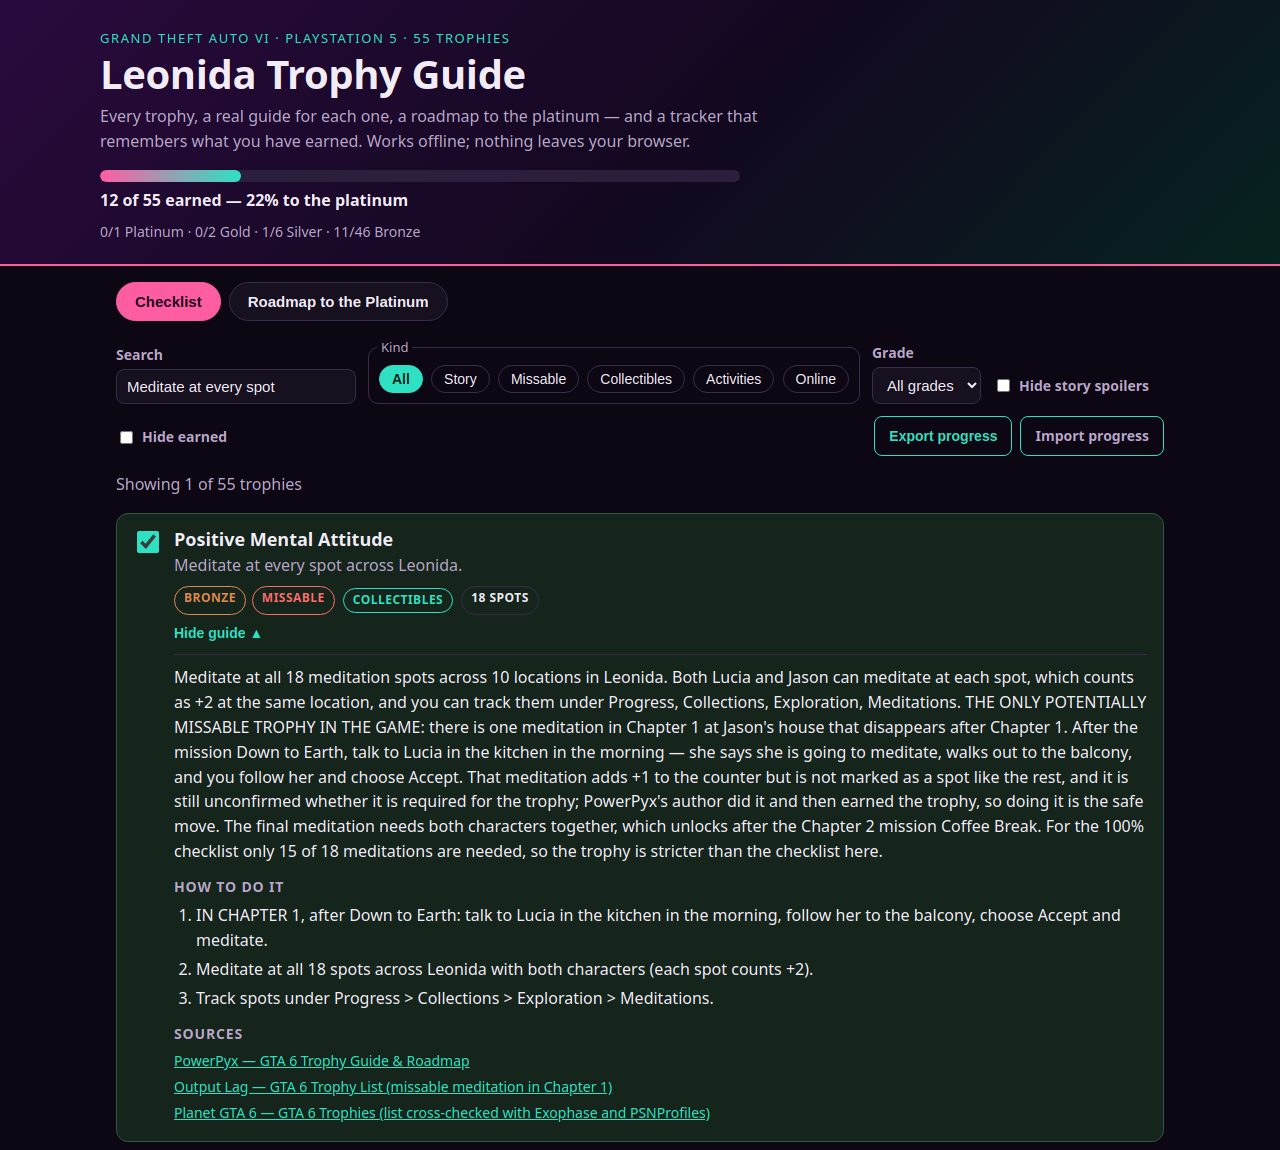 GRAND THEFT AUTO VI · PLAYSTATION 5 · 55 TROPHIES
Leonida Trophy Guide
Every trophy, a real guide for each one, a roadmap to the platinum — and a tracker that
remembers what you have earned. Works offline; nothing leaves your browser.
12 of 55 earned — 22% to the platinum
0/1 Platinum · 0/2 Gold · 1/6 Silver · 11/46 Bronze
Checklist
Roadmap to the Platinum
Search
Meditate at every spot
Kind
All
Story
Missable
Collectibles
Activities
Online
Grade
All grades
Hide story spoilers
Hide earned
Export progress
Import progress
Showing 1 of 55 trophies
Positive Mental Attitude
Meditate at every spot across Leonida.
BRONZE
MISSABLE
COLLECTIBLES
18 SPOTS
Hide guide ▲
Meditate at all 18 meditation spots across 10 locations in Leonida. Both Lucia and Jason can meditate at each spot, which counts
as +2 at the same location, and you can track them under Progress, Collections, Exploration, Meditations. THE ONLY POTENTIALLY
MISSABLE TROPHY IN THE GAME: there is one meditation in Chapter 1 at Jason's house that disappears after Chapter 1. After the
mission Down to Earth, talk to Lucia in the kitchen in the morning — she says she is going to meditate, walks out to the balcony,
and you follow her and choose Accept. That meditation adds +1 to the counter but is not marked as a spot like the rest, and it is
still unconfirmed whether it is required for the trophy; PowerPyx's author did it and then earned the trophy, so doing it is the safe
move. The final meditation needs both characters together, which unlocks after the Chapter 2 mission Coffee Break. For the 100%
checklist only 15 of 18 meditations are needed, so the trophy is stricter than the checklist here.
HOW TO DO IT
1. IN CHAPTER 1, after Down to Earth: talk to Lucia in the kitchen in the morning, follow her to the balcony, choose Accept and
meditate.
2. Meditate at all 18 spots across Leonida with both characters (each spot counts +2).
3. Track spots under Progress > Collections > Exploration > Meditations.
SOURCES
PowerPyx — GTA 6 Trophy Guide & Roadmap
Output Lag — GTA 6 Trophy List (missable meditation in Chapter 1)
Planet GTA 6 — GTA 6 Trophies (list cross-checked with Exophase and PSNProfiles)